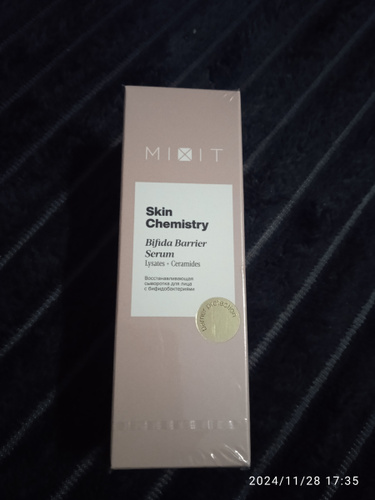 MIXIT
Skin
Chemistry
Bifida Barrier
Serum
Lysates + Ceramides
Восстанавливающая
сыворотка для лица
с бифидобактериями
2024/11/28 17:35